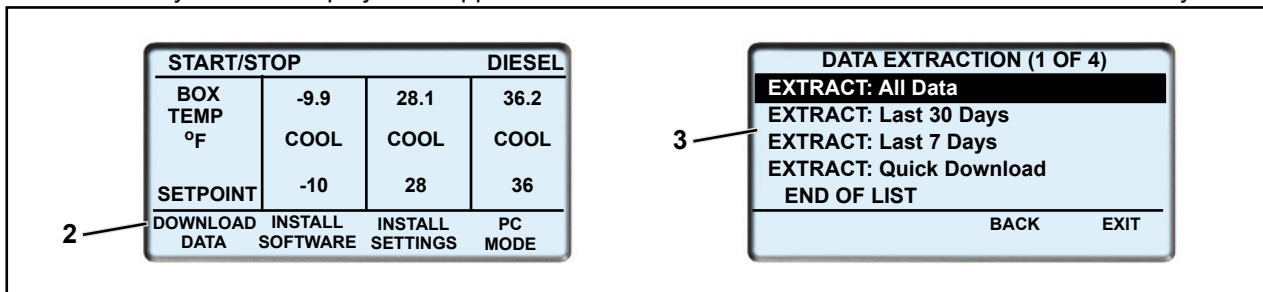 START/STOP DIESEL
BOX TEMP -9.9 28.1 36.2
°F COOL COOL COOL
SETPOINT -10 28 36
DOWNLOAD DATA INSTALL SOFTWARE INSTALL SETTINGS PC MODE
2
DATA EXTRACTION (1 OF 4)
EXTRACT: All Data
EXTRACT: Last 30 Days
EXTRACT: Last 7 Days
EXTRACT: Quick Download
END OF LIST
BACK EXIT
3